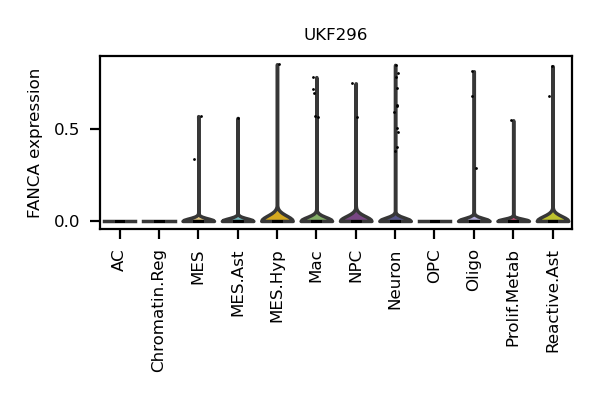 UKF296
FANCA expression
0.5
0.0
AC
Chromatin.Reg
MES
MES.Ast
MES.Hyp
Mac
NPC
Neuron
OPC
Oligo
Prolif.Metab
Reactive.Ast